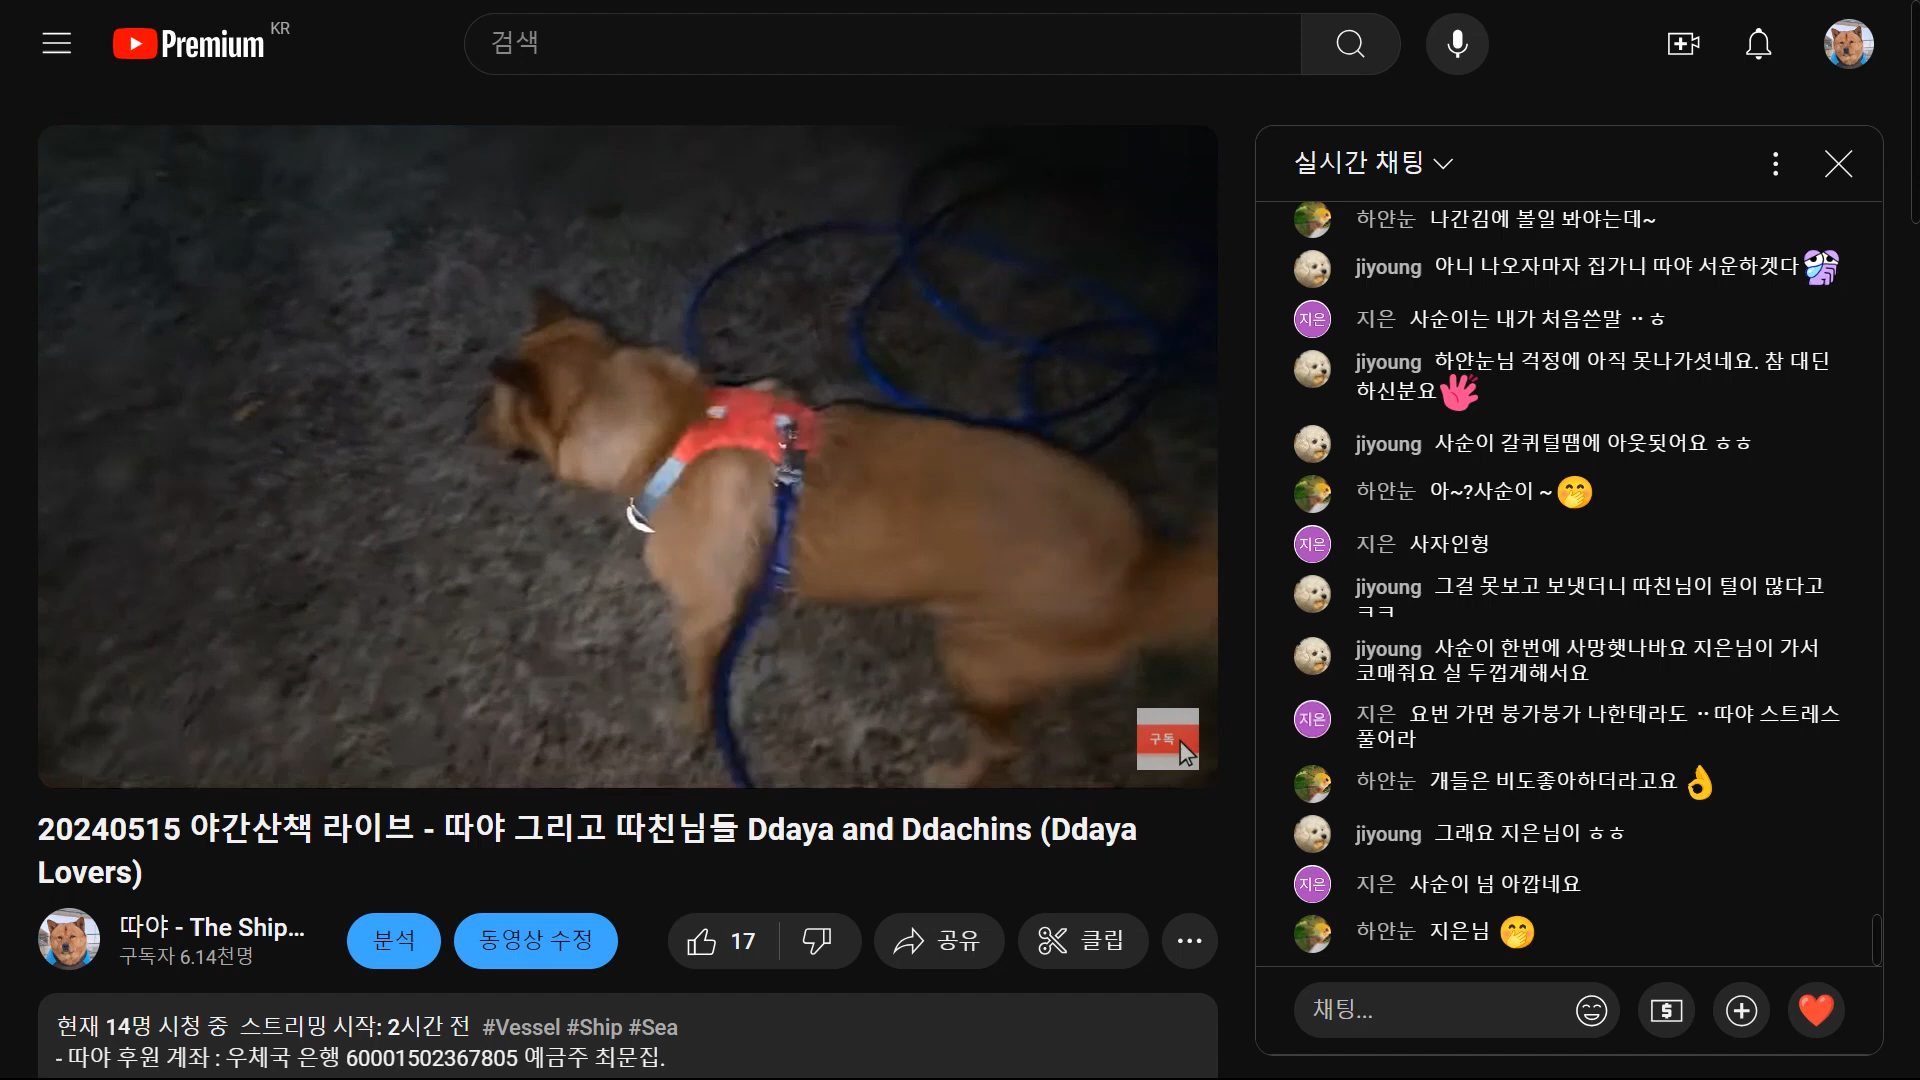 Premium KR
검색
실시간 채팅
하얀눈 나간김에 볼일 봐야는데~
jiyoung 아니 나오자마자 집가니 따야 서운하겟다
지은 지은 사순이는 내가 처음쓴말 ··ㅎ
jiyoung 하얀눈님 걱정에 아직 못나가셧네요. 참 대딘
하신분요
jiyoung 사순이 갈퀴털땜에 아웃됫어요 ㅎㅎ
하얀눈 아~?사순이 ~
지은 지은 사자인형
jiyoung 그걸 못보고 보냇더니 따친님이 털이 많다고
ㅋㅋ
jiyoung 사순이 한번에 사망햇나바요 지은님이 가서
코매줘요 실 두껍게해서요
지은 지은 요번 가면 붕가붕가 나한테라도 ··따야 스트레스
풀어라
하얀눈 개들은 비도좋아하더라고요
jiyoung 그래요 지은님이 ㅎㅎ
지은 지은 사순이 넘 아깝네요
하얀눈 지은님
채팅...
구독
20240515 야간산책 라이브 - 따야 그리고 따친님들 Ddaya and Ddachins (Ddaya
Lovers)
따야 - The Ship...
구독자 6.14천명
분석
동영상 수정
17
공유
클립
현재 14명 시청 중 스트리밍 시작: 2시간 전 #Vessel #Ship #Sea
- 따야 후원 계좌 : 우체국 은행 60001502367805 예금주 최문집.